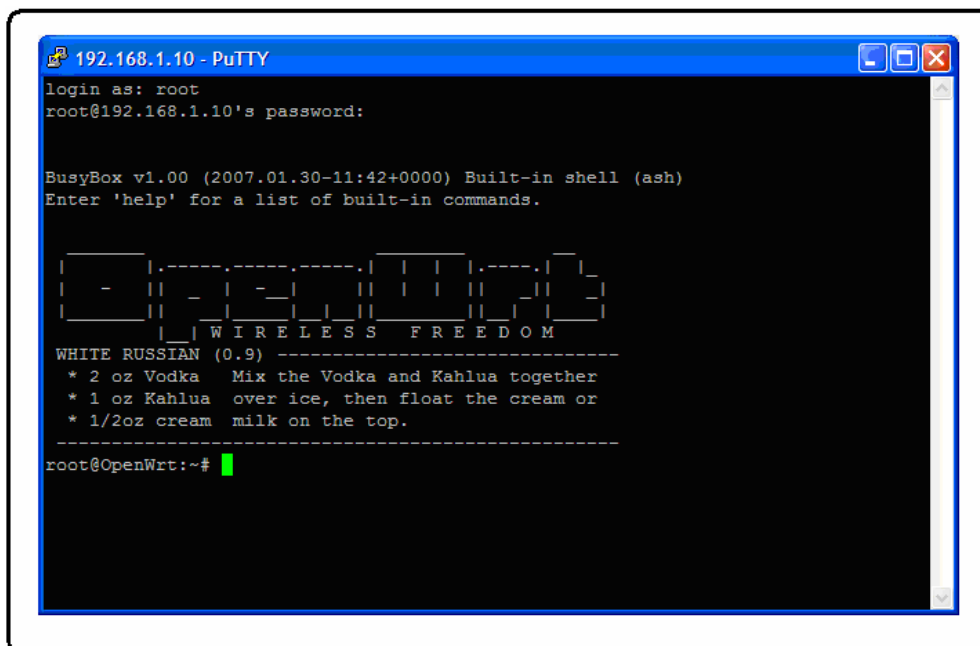 192.168.1.10 - PuTTY
login as: root
root@192.168.1.10's password:
BusyBox v1.00 (2007.01.30-11:42+0000) Built-in shell (ash)
Enter 'help' for a list of built-in commands.
OpenWrt
W I R E L E S S   F R E E D O M
WHITE RUSSIAN (0.9) -------------------------------
* 2 oz Vodka   Mix the Vodka and Kahlua together
* 1 oz Kahlua  over ice, then float the cream or
* 1/2oz cream  milk on the top.
---------------------------------------------------
root@OpenWrt:~#